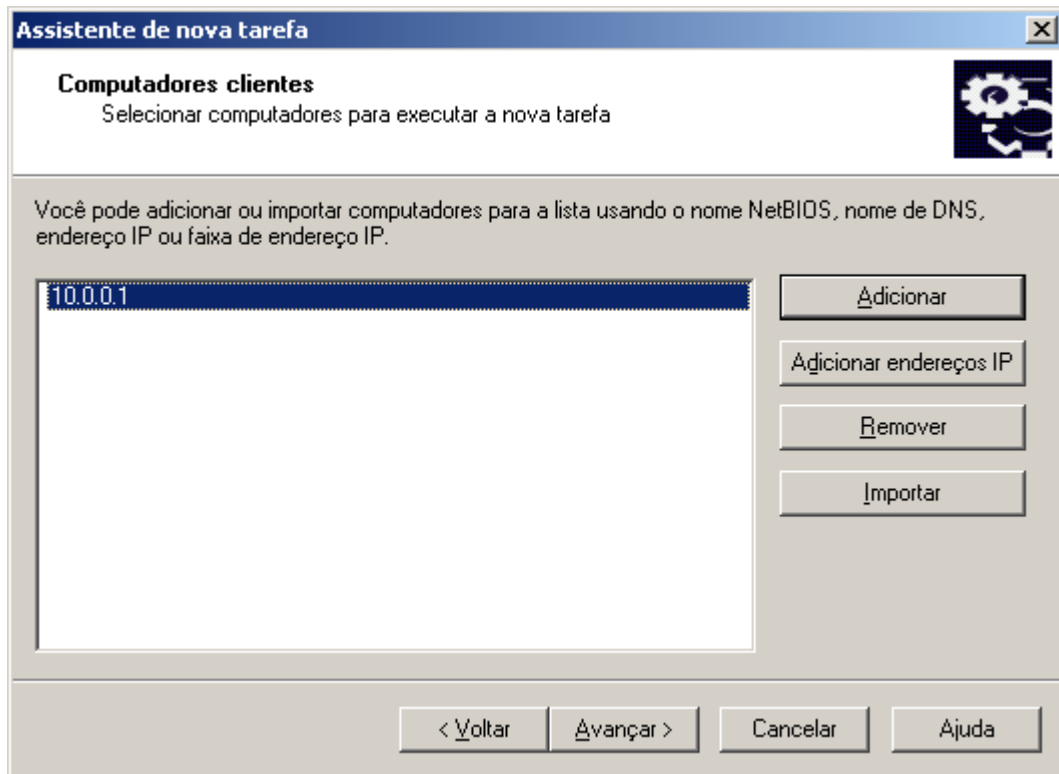 Assistente de nova tarefa
Computadores clientes
Selecionar computadores para executar a nova tarefa
Você pode adicionar ou importar computadores para a lista usando o nome NetBIOS, nome de DNS,
endereço IP ou faixa de endereço IP.
10.0.0.1
Adicionar
Adicionar endereços IP
Remover
Importar
< Voltar
Avançar >
Cancelar
Ajuda